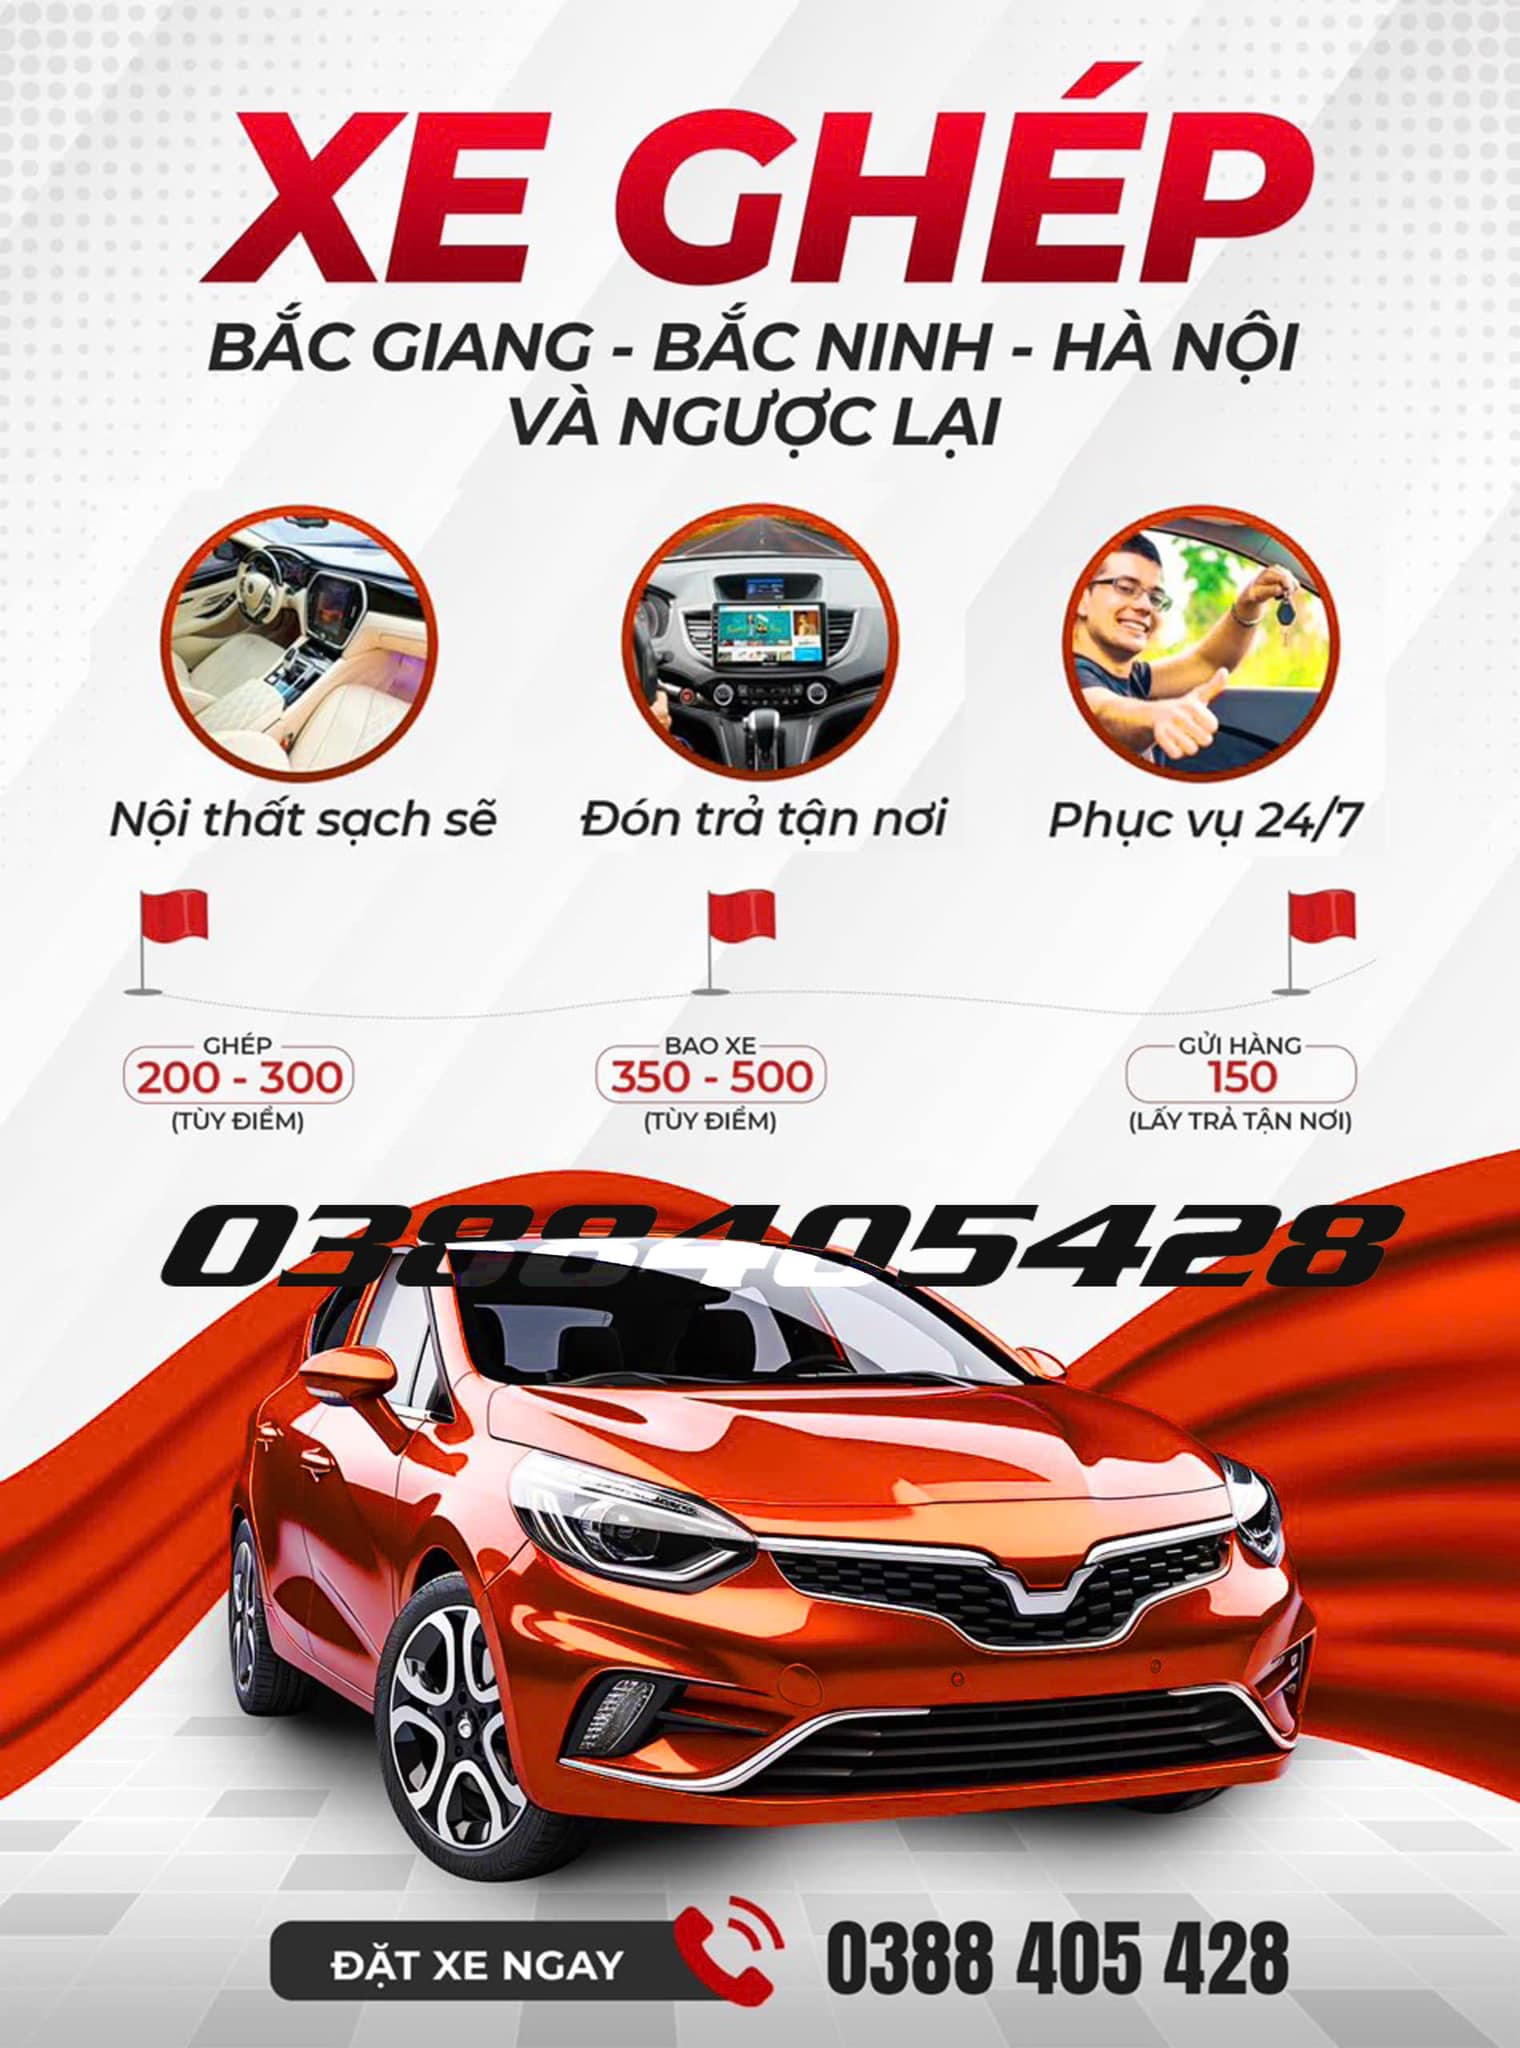 XE GHÉP
BẮC GIANG - BẮC NINH - HÀ NỘI
VÀ NGƯỢC LẠI
Nội thất sạch sẽ
Đón trả tận nơi
Phục vụ 24/7
GHÉP
200 - 300
(TÙY ĐIỂM)
BAO XE
350 - 500
(TÙY ĐIỂM)
GỬI HÀNG
150
(LẤY TRẢ TẬN NƠI)
0388405428
ĐẶT XE NGAY
0388 405 428